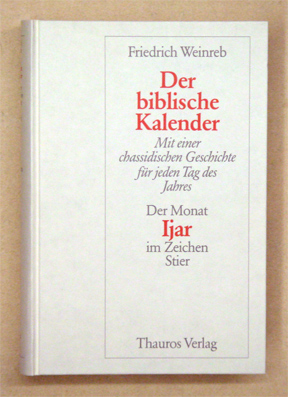 Friedrich Weinreb
Der
biblische
Kalender
Mit einer
chassidischen Geschichte
für jeden Tag des
Jahres
Der Monat
Ijar
im Zeichen
Stier
Thauros Verlag